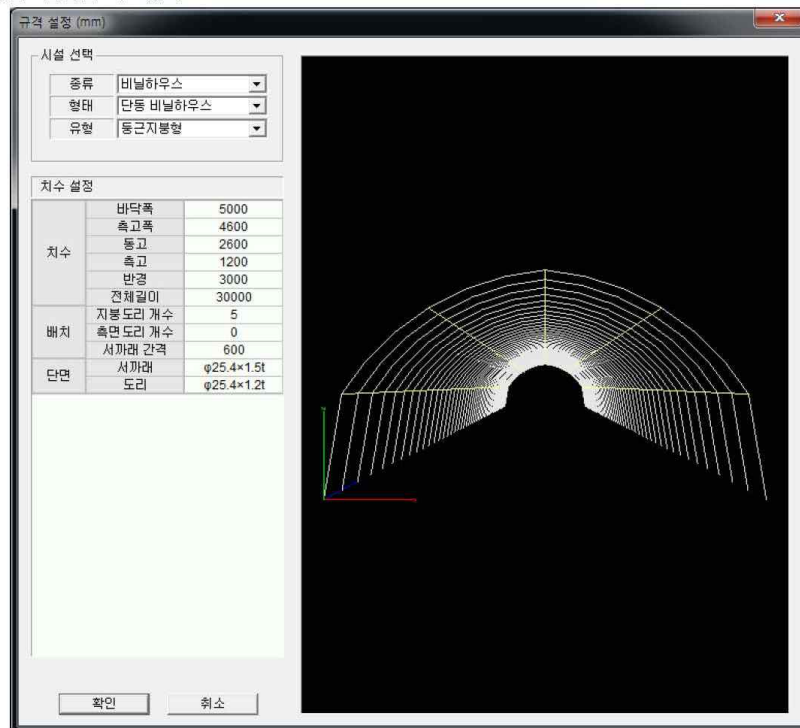 규격 설정 (mm)
시설 선택
종류 비닐하우스
형태 단동 비닐하우스
유형 둥근지붕형
치수 설정
치수 바닥폭 5000
측고폭 4600
동고 2600
측고 1200
반경 3000
전체길이 30000
배치 지붕도리 개수 5
측면도리 개수 0
서까래 간격 600
단면 서까래 φ25.4×1.5t
도리 φ25.4×1.2t
확인 취소